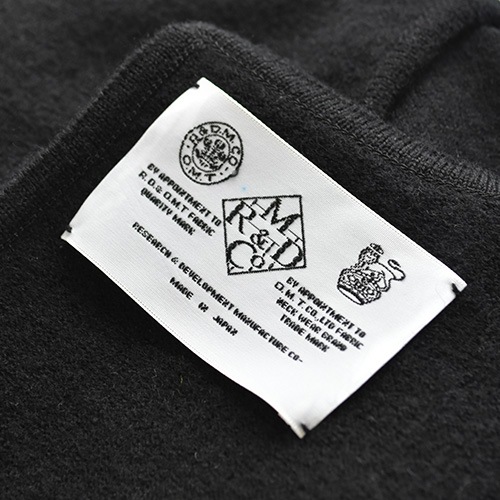 R.&D.M.CO
O.M.T.
BY APPOINTMENT TO
R.D.& O.M.T FABRIC
QUALITY MARK
R M
& D
Co.
BY APPOINTMENT TO
O.M.T.CO.,LTD FABRIC
NECK WEAR BRAND
TRADE MARK
RESEARCH & DEVELOPMENT MANUFACTURE CO-
MADE IN JAPAN